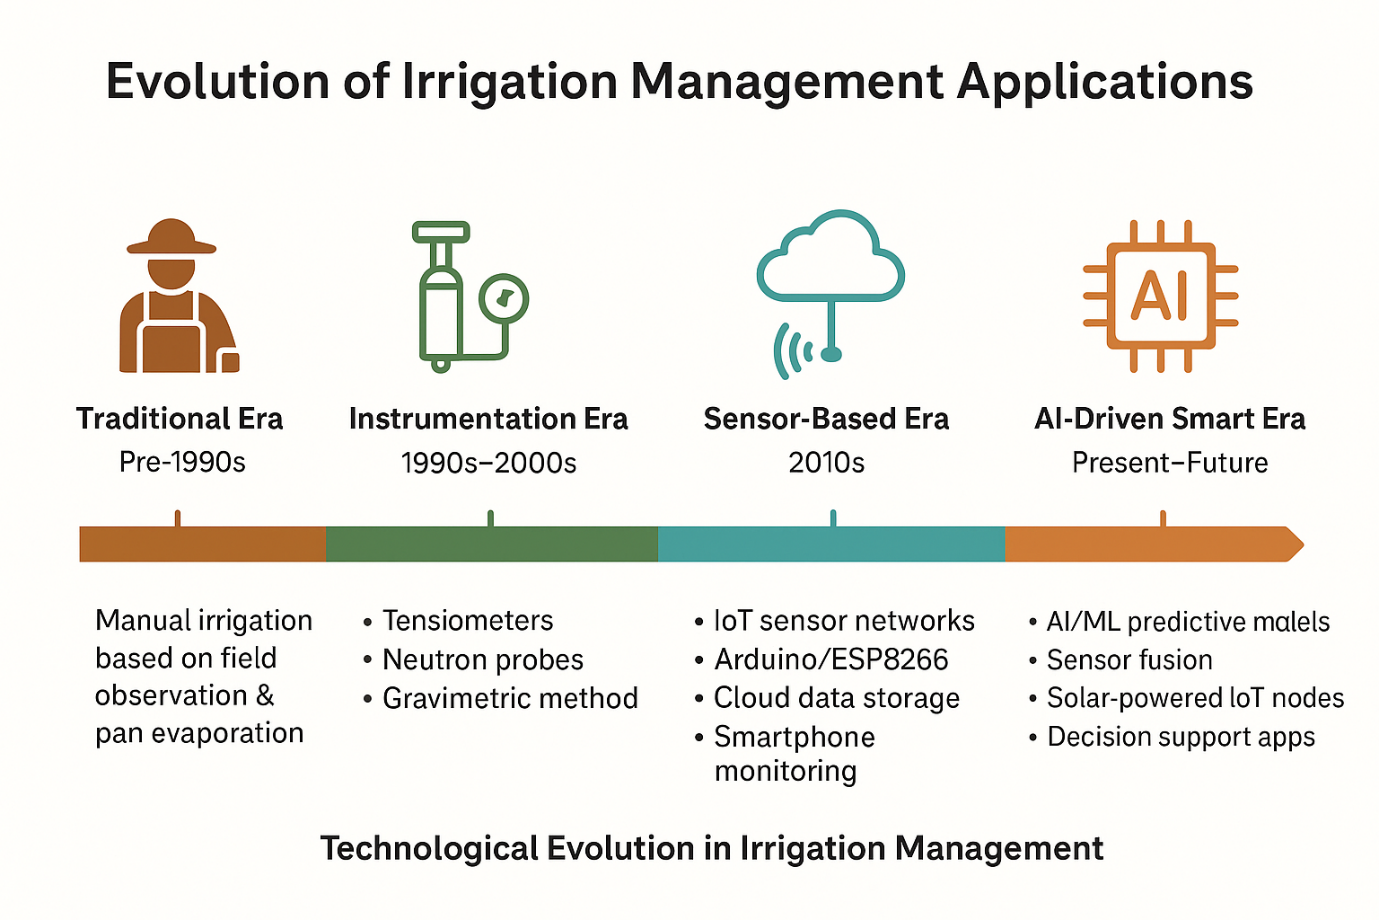 Evolution of Irrigation Management Applications
AI
Traditional Era
Pre-1990s
Instrumentation Era
1990s–2000s
Sensor-Based Era
2010s
AI-Driven Smart Era
Present–Future
Manual irrigation
based on field
observation &
pan evaporation
• Tensiometers
• Neutron probes
• Gravimetric method
• IoT sensor networks
• Arduino/ESP8266
• Cloud data storage
• Smartphone
monitoring
• AI/ML predictive malels
• Sensor fusion
• Solar-powered IoT nodes
• Decision support apps
Technological Evolution in Irrigation Management